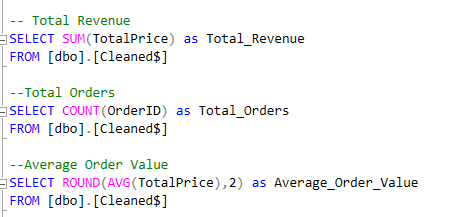 -- Total Revenue
SELECT SUM(TotalPrice) as Total_Revenue
FROM [dbo].[Cleaned$]
--Total Orders
SELECT COUNT(OrderID) as Total_Orders
FROM [dbo].[Cleaned$]
--Average Order Value
SELECT ROUND(AVG(TotalPrice),2) as Average_Order_Value
FROM [dbo].[Cleaned$]